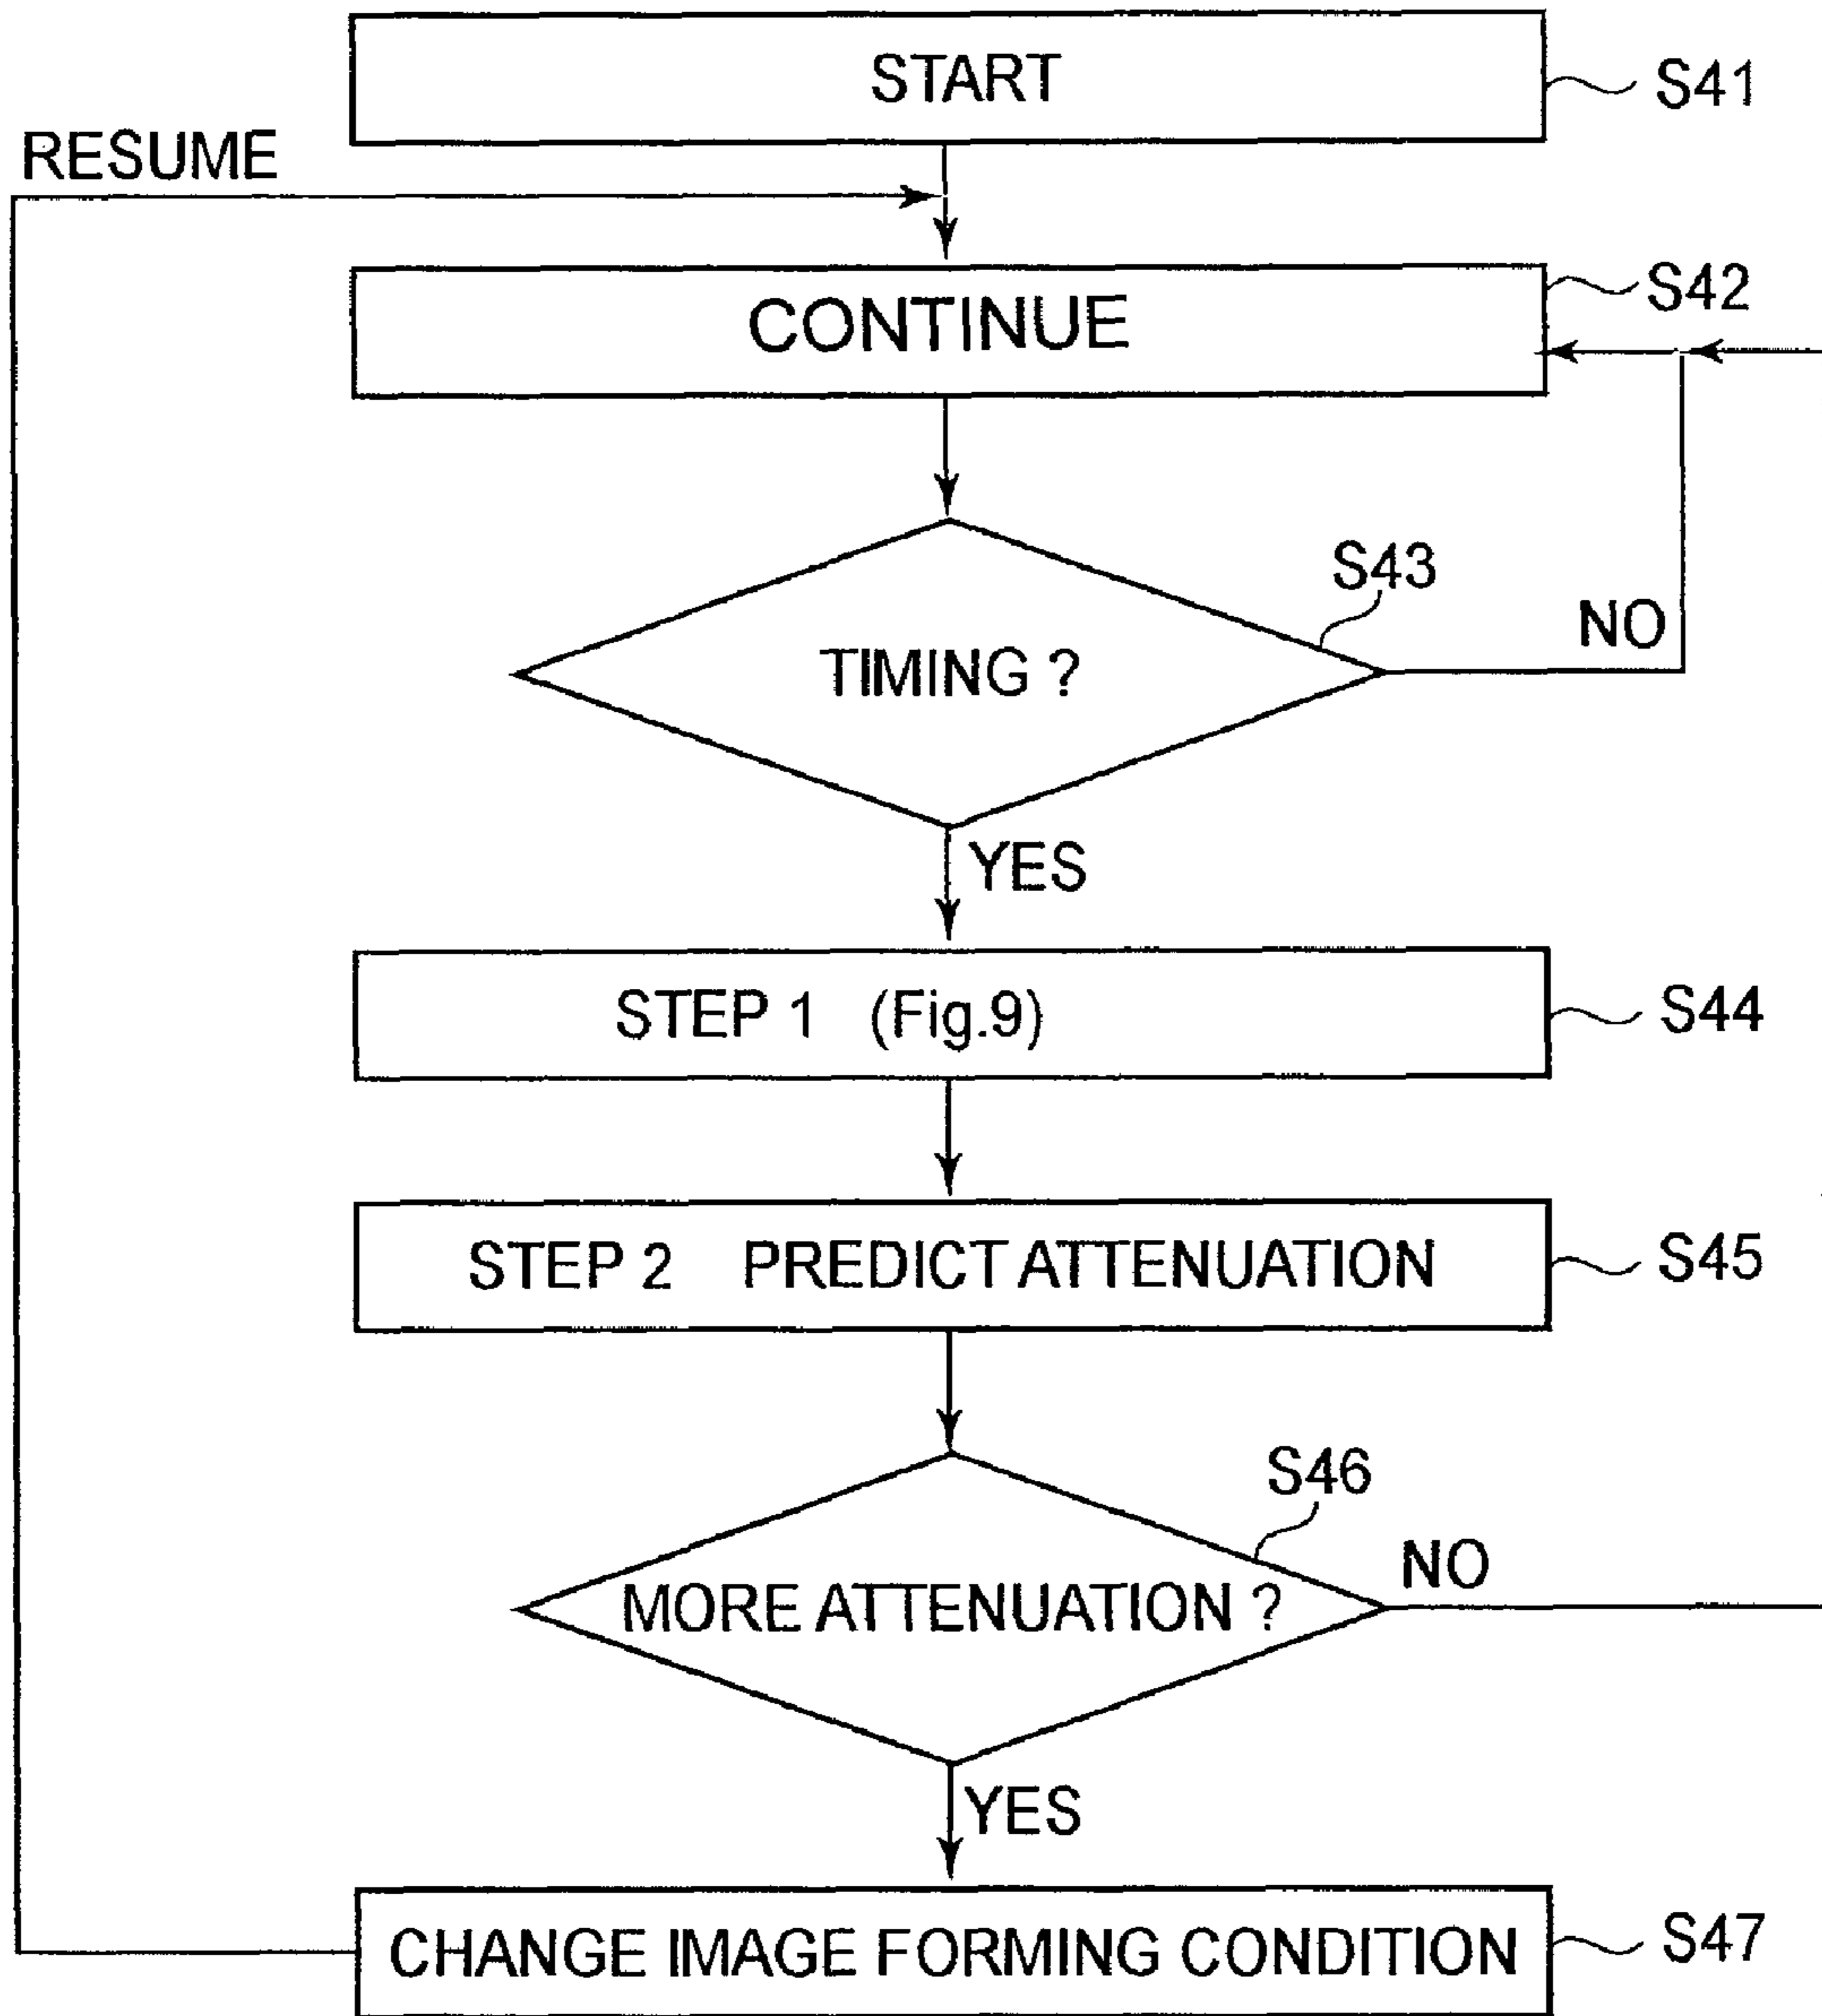 START
S41
RESUME
CONTINUE
S42
TIMING ?
S43
NO
YES
STEP 1 (Fig.9)
S44
STEP 2 PREDICT ATTENUATION
S45
MORE ATTENUATION ?
S46
NO
YES
CHANGE IMAGE FORMING CONDITION
S47